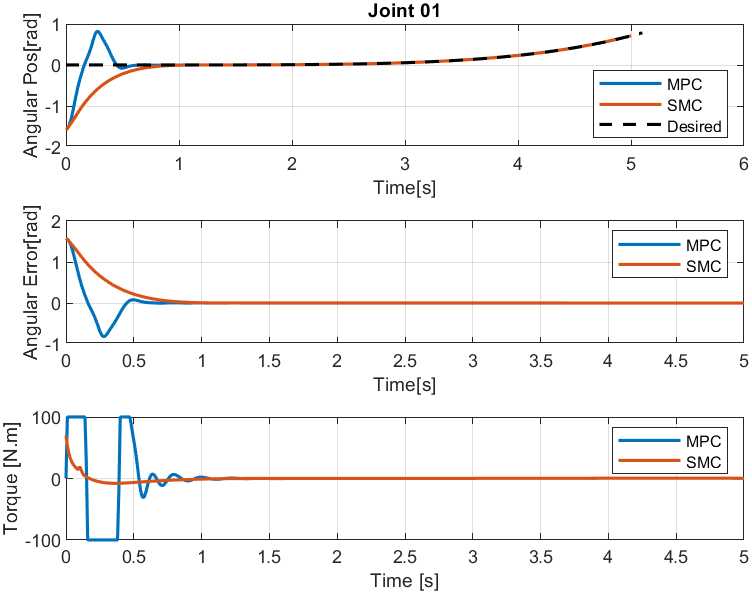 Joint 01
Angular Pos[rad]
1
0
-1
-2
0 1 2 3 4 5 6
Time[s]
MPC
SMC
Desired
Angular Error[rad]
2
1
0
-1
0 0.5 1 1.5 2 2.5 3 3.5 4 4.5 5
Time[s]
MPC
SMC
Torque [N.m]
100
0
-100
0 0.5 1 1.5 2 2.5 3 3.5 4 4.5 5
Time [s]
MPC
SMC